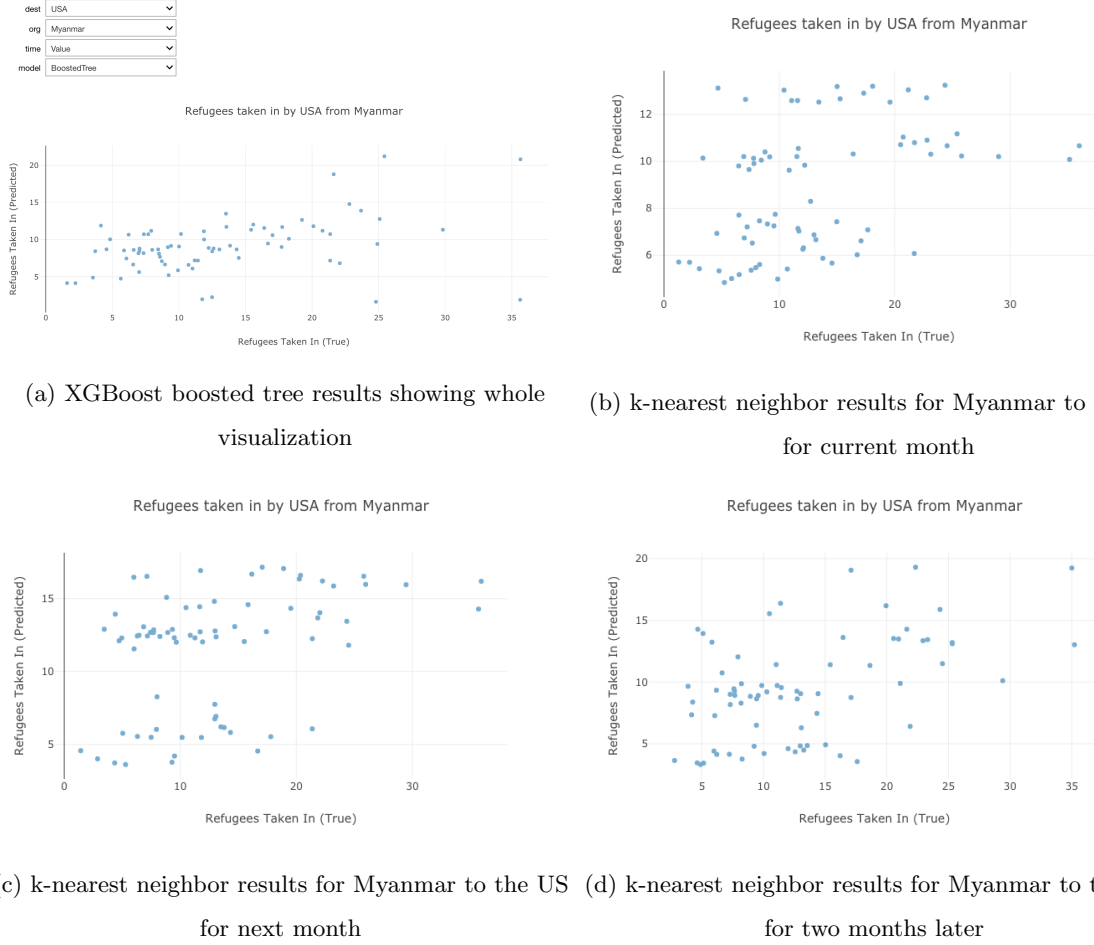 dest USA
org Myanmar
time Value
model BoostedTree
Refugees taken in by USA from Myanmar
Refugees Taken In (Predicted)
20
15
10
5
0 5 10 15 20 25 30 35
Refugees Taken In (True)
(a) XGBoost boosted tree results showing whole
visualization
Refugees taken in by USA from Myanmar
Refugees Taken In (Predicted)
12
10
8
6
0 10 20 30
Refugees Taken In (True)
(b) k-nearest neighbor results for Myanmar to
for current month
Refugees taken in by USA from Myanmar
Refugees Taken In (Predicted)
15
10
5
0 10 20 30
Refugees Taken In (True)
c) k-nearest neighbor results for Myanmar to the US
for next month
Refugees taken in by USA from Myanmar
Refugees Taken In (Predicted)
20
15
10
5
5 10 15 20 25 30 35
Refugees Taken In (True)
(d) k-nearest neighbor results for Myanmar to t
for two months later